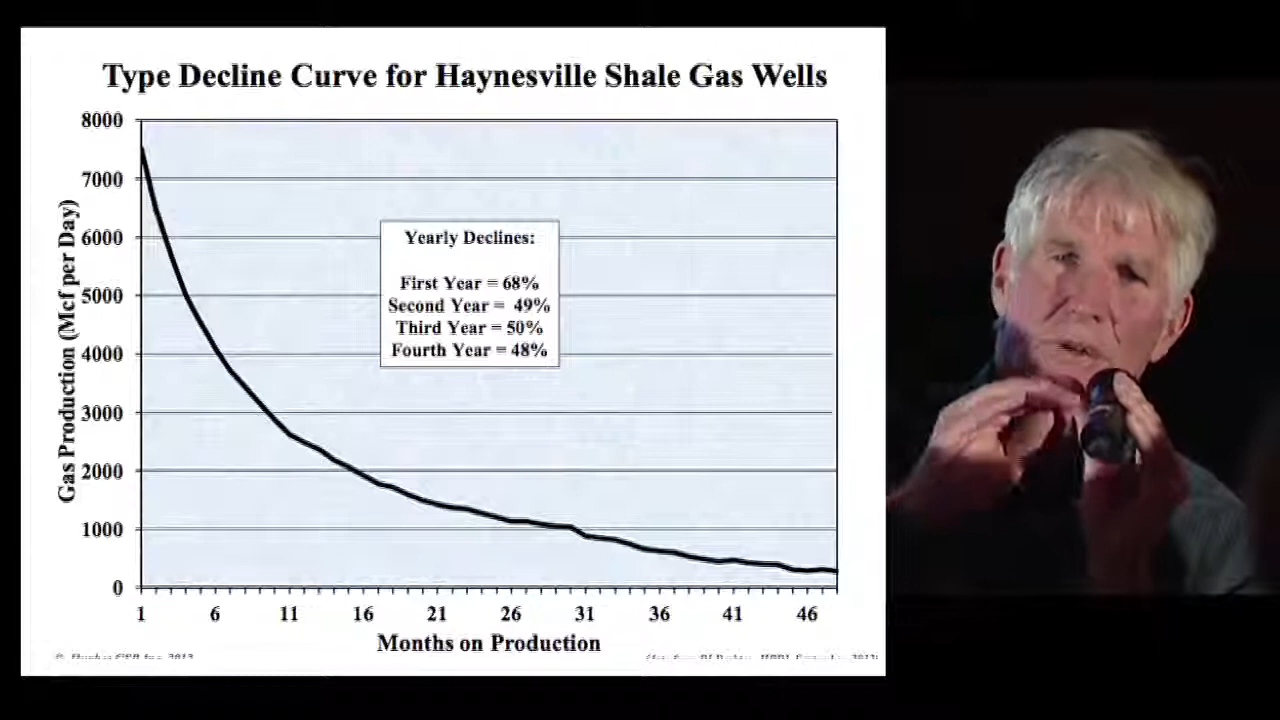 Type Decline Curve for Haynesville Shale Gas Wells
8000
7000
6000
5000
4000
3000
2000
1000
0
Gas Production (Mcf per Day)
Yearly Declines:
First Year = 68%
Second Year = 49%
Third Year = 50%
Fourth Year = 48%
1 6 11 16 21 26 31 36 41 46
Months on Production